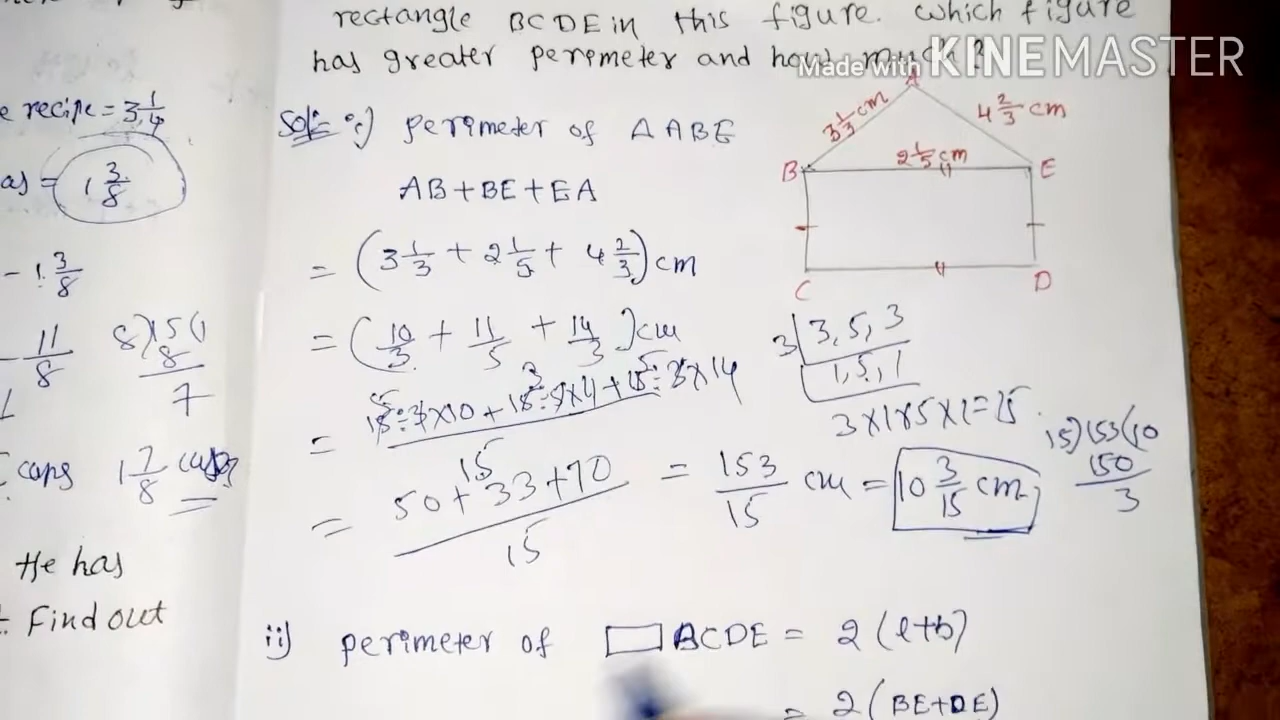 rectangle BCDE in this figure. which figure
has greater perimeter and how much?
Made with KINEMASTER
e recipe = 3 1/4
as = 1 3/8
- 1 3/8
- 11/8
8)15(1
8
7
cups 1 7/8 cups
He has
Find out
Soln i) perimeter of Δ ABE
AB + BE + EA
= (3 1/3 + 2 1/5 + 4 2/3) cm
= (10/3 + 11/5 + 14/3) cm
=
15
= 50 + 33 + 70 / 15 = 153/15 cm = 10 3/15 cm
A
3 1/3 cm
4 2/3 cm
2 1/5 cm
B
E
C
D
3 | 3, 5, 3
1, 5, 1
3 x 1 x 5 x 1 = 15
15)153(10
150
3
ii) perimeter of ▭ BCDE = 2 (l+b)
= 2 (BE+DE)